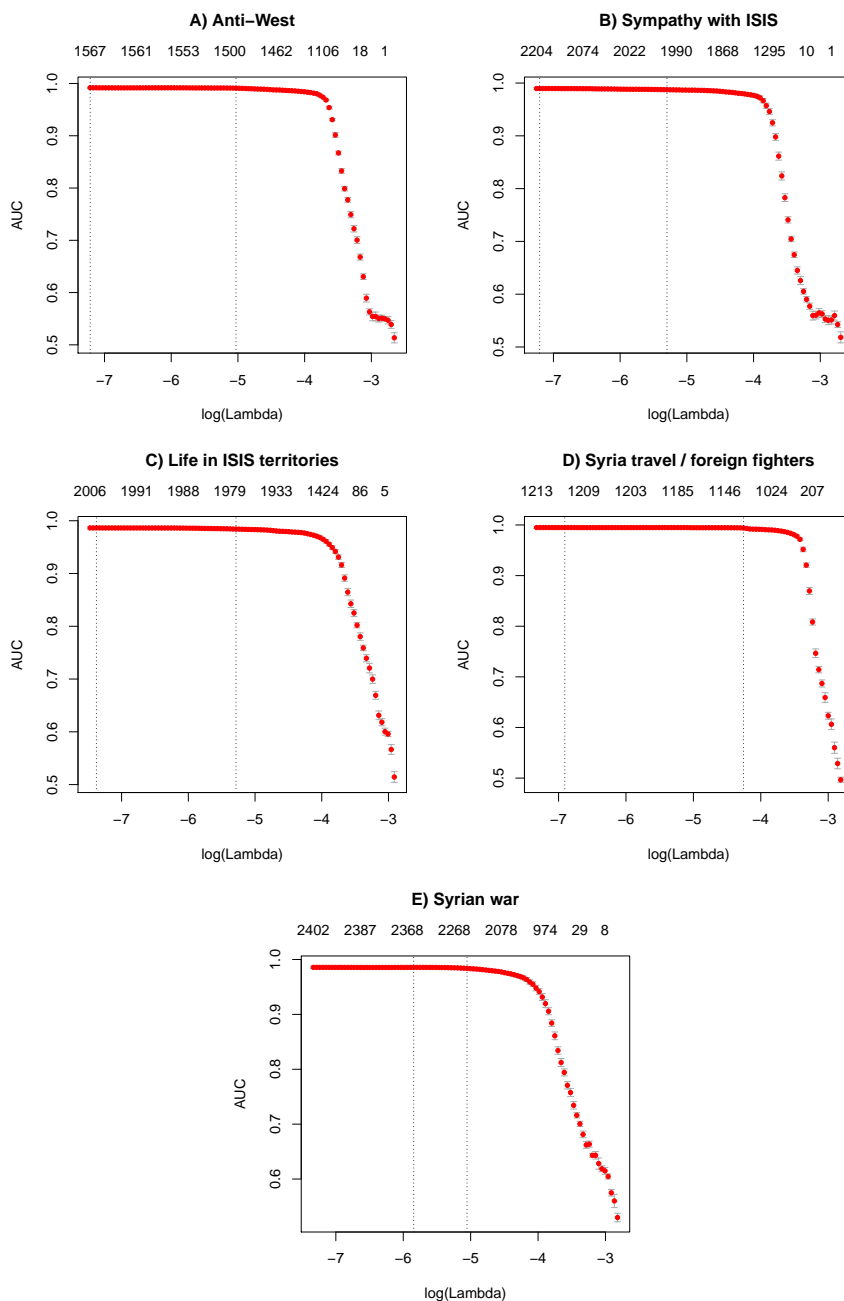 A) Anti−West
1567 1561 1553 1500 1462 1106 18 1
1.0
0.9
0.8
0.7
0.6
0.5
AUC
−7 −6 −5 −4 −3
log(Lambda)
B) Sympathy with ISIS
2204 2074 2022 1990 1868 1295 10 1
1.0
0.9
0.8
0.7
0.6
0.5
AUC
−7 −6 −5 −4 −3
log(Lambda)
C) Life in ISIS territories
2006 1991 1988 1979 1933 1424 86 5
1.0
0.9
0.8
0.7
0.6
0.5
AUC
−7 −6 −5 −4 −3
log(Lambda)
D) Syria travel / foreign fighters
1213 1209 1203 1185 1146 1024 207
1.0
0.9
0.8
0.7
0.6
0.5
AUC
−7 −6 −5 −4 −3
log(Lambda)
E) Syrian war
2402 2387 2368 2268 2078 974 29 8
1.0
0.9
0.8
0.7
0.6
AUC
−7 −6 −5 −4 −3
log(Lambda)